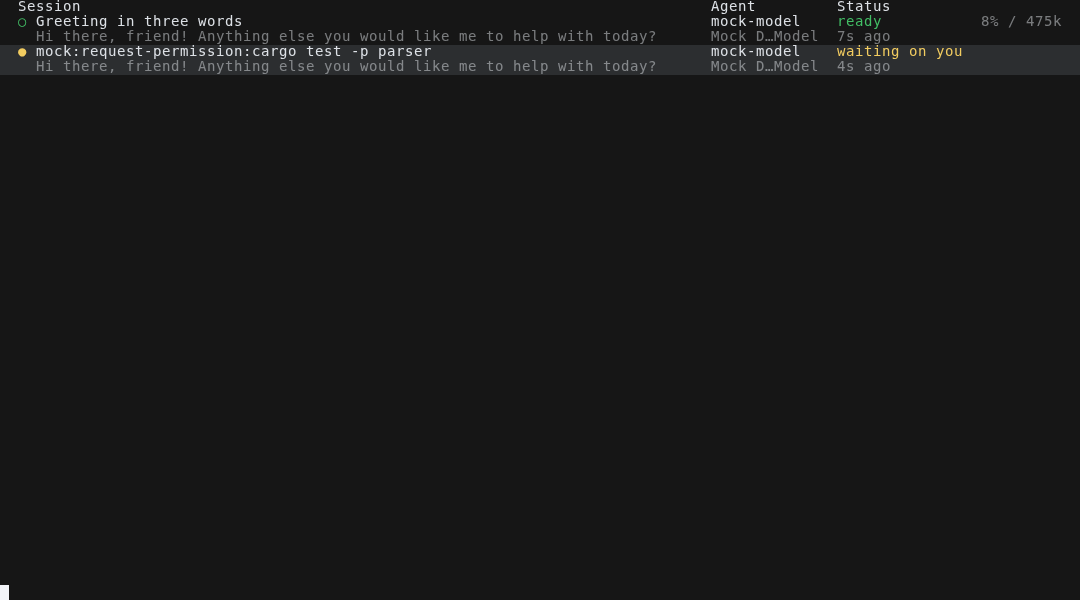 Session Agent Status
○ Greeting in three words mock-model ready 8% / 475k
Hi there, friend! Anything else you would like me to help with today? Mock D…Model 7s ago
● mock:request-permission:cargo test -p parser mock-model waiting on you
Hi there, friend! Anything else you would like me to help with today? Mock D…Model 4s ago